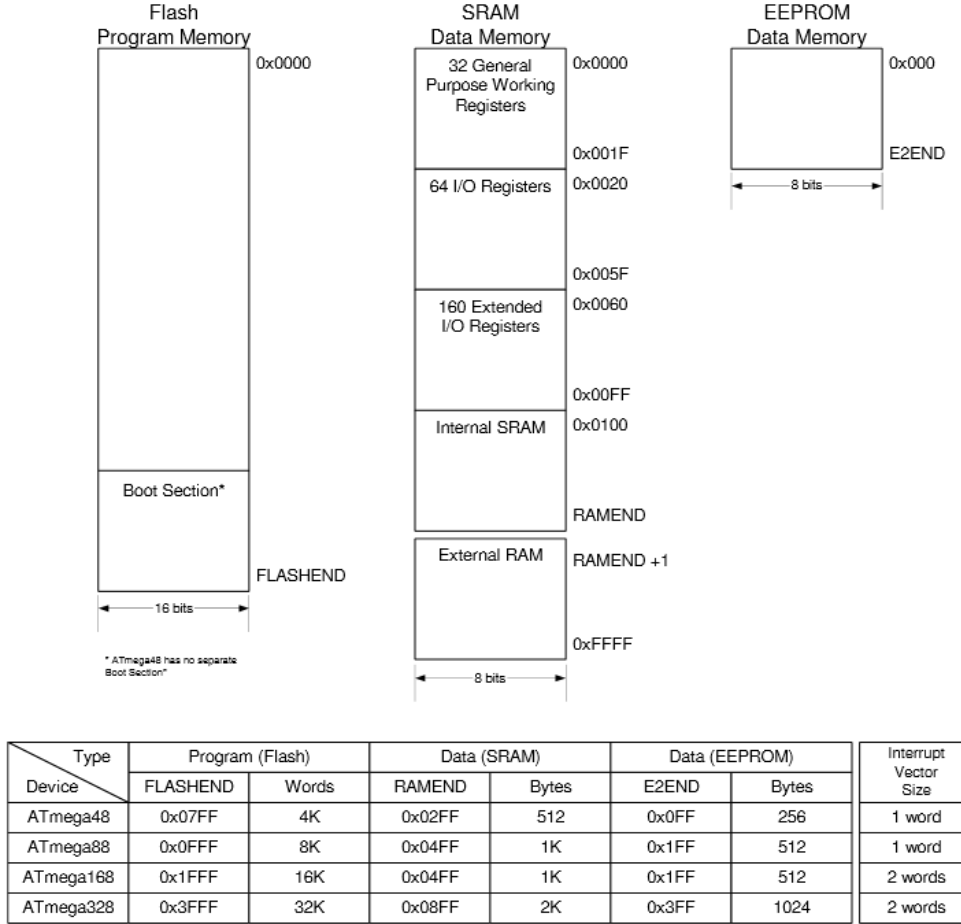 Flash
Program Memory
0x0000
Boot Section*
FLASHEND
16 bits
* ATmega48 has no separate
Boot Section"
SRAM
Data Memory
32 General
Purpose Working
Registers
0x0000
0x001F
64 I/O Registers
0x0020
0x005F
160 Extended
I/O Registers
0x0060
0x00FF
Internal SRAM
0x0100
RAMEND
External RAM
RAMEND +1
0xFFFF
8 bits
EEPROM
Data Memory
0x000
E2END
8 bits
Type
Device
Program (Flash)
Data (SRAM)
Data (EEPROM)
Interrupt
Vector
Size
FLASHEND Words RAMEND Bytes E2END Bytes
ATmega48 0x07FF 4K 0x02FF 512 0x0FF 256 1 word
ATmega88 0x0FFF 8K 0x04FF 1K 0x1FF 512 1 word
ATmega168 0x1FFF 16K 0x04FF 1K 0x1FF 512 2 words
ATmega328 0x3FFF 32K 0x08FF 2K 0x3FF 1024 2 words